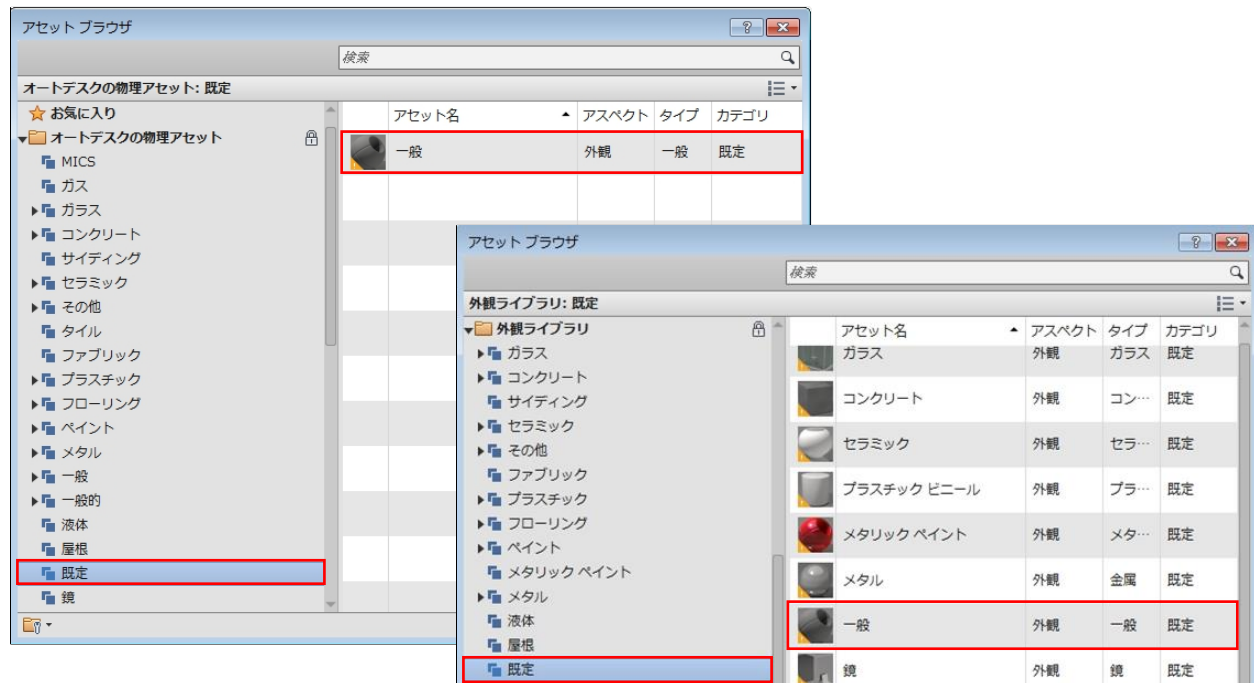 アセット ブラウザ
検索
オートデスクの物理アセット: 既定
お気に入り
オートデスクの物理アセット
MICS
ガス
ガラス
コンクリート
サイディング
セラミック
その他
タイル
ファブリック
プラスチック
フローリング
ペイント
メタル
一般
一般的
液体
屋根
既定
鏡
アセット名 アスペクト タイプ カテゴリ
一般 外観 一般 既定
アセット ブラウザ
検索
外観ライブラリ: 既定
外観ライブラリ
ガラス
コンクリート
サイディング
セラミック
その他
ファブリック
プラスチック
フローリング
ペイント
メタリック ペイント
メタル
液体
屋根
既定
アセット名 アスペクト タイプ カテゴリ
ガラス 外観 ガラス 既定
コンクリート 外観 コン… 既定
セラミック 外観 セラ… 既定
プラスチック ビニール 外観 プラ… 既定
メタリック ペイント 外観 メタ… 既定
メタル 外観 金属 既定
一般 外観 一般 既定
鏡 外観 鏡 既定